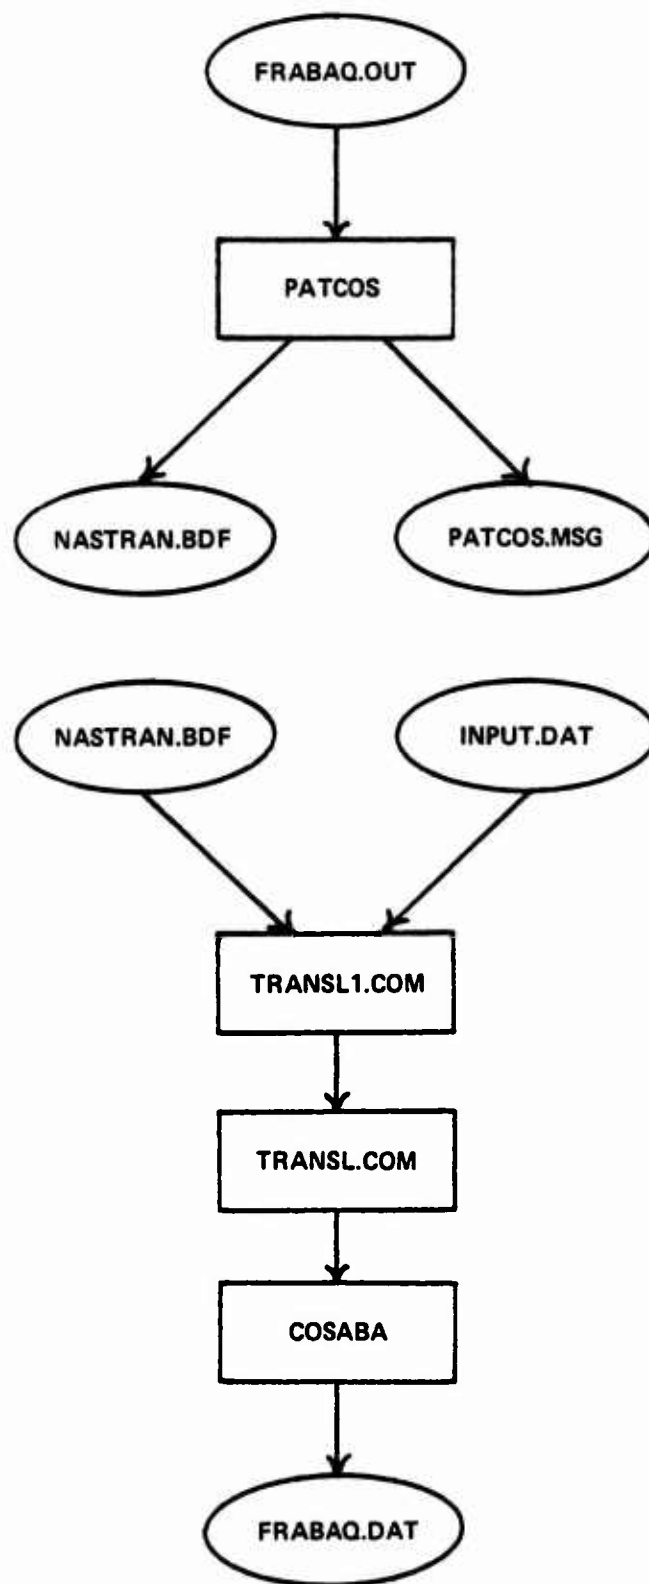 FRABAQ.OUT
PATCOS
NASTRAN.BDF
PATCOS.MSG
NASTRAN.BDF
INPUT.DAT
TRANSL1.COM
TRANSL.COM
COSABA
FRABAQ.DAT